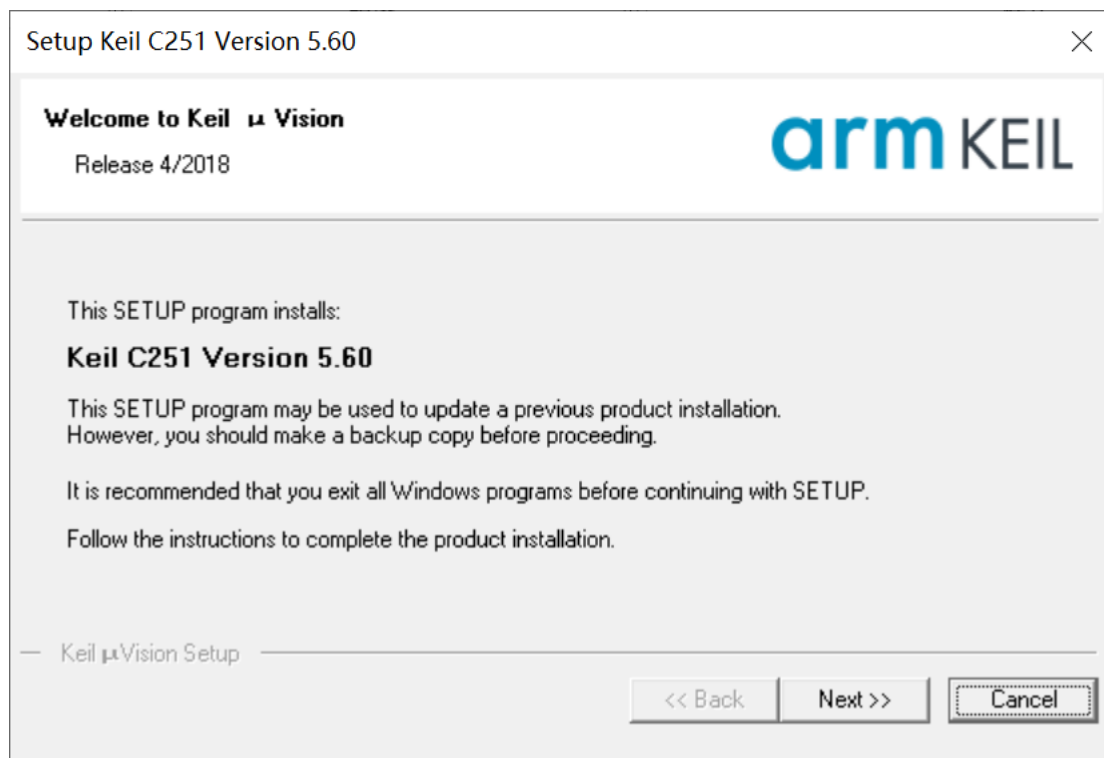 Setup Keil C251 Version 5.60
Welcome to Keil μ Vision
Release 4/2018
arm KEIL
This SETUP program installs:
Keil C251 Version 5.60
This SETUP program may be used to update a previous product installation.
However, you should make a backup copy before proceeding.
It is recommended that you exit all Windows programs before continuing with SETUP.
Follow the instructions to complete the product installation.
Keil μVision Setup
<< Back Next >> Cancel